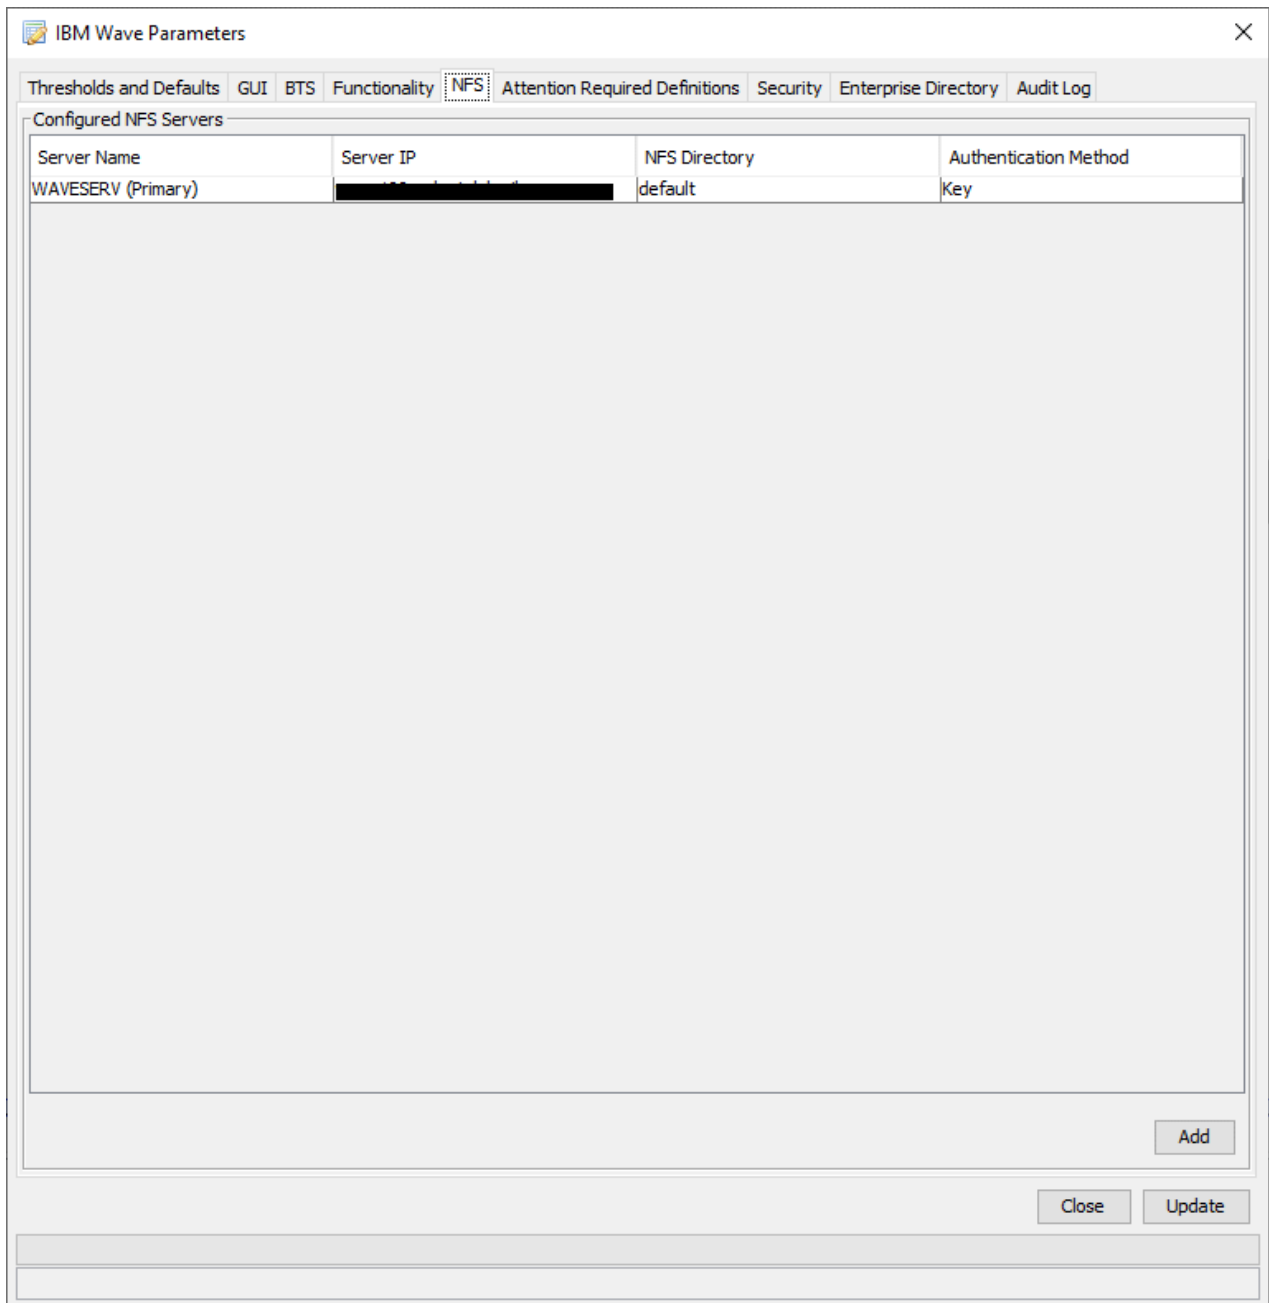 IBM Wave Parameters
Thresholds and Defaults GUI BTS Functionality NFS Attention Required Definitions Security Enterprise Directory Audit Log
Configured NFS Servers
Server Name Server IP NFS Directory Authentication Method
WAVESERV (Primary) default Key
Add
Close Update